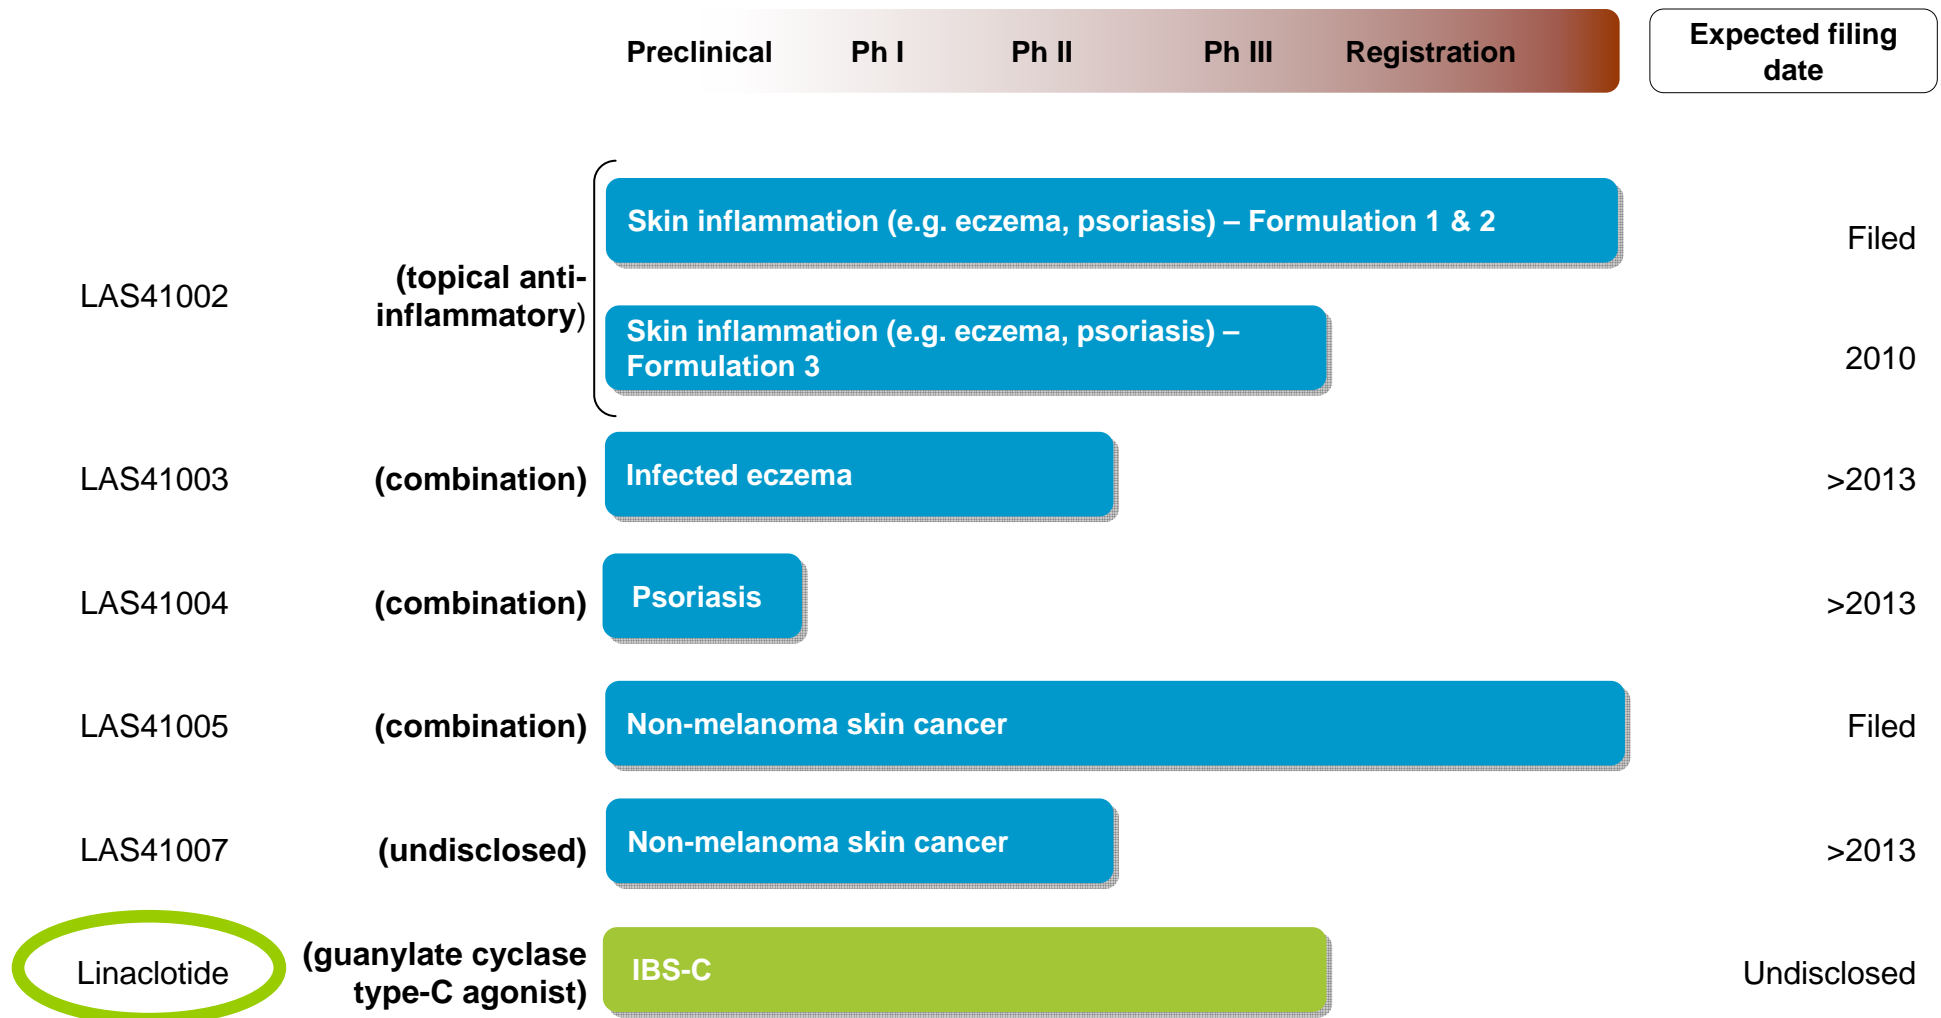 Preclinical Ph I Ph II Ph III Registration
Expected filing
date
Skin inflammation (e.g. eczema, psoriasis) – Formulation 1 & 2
Filed
LAS41002
(topical anti-
inflammatory)
Skin inflammation (e.g. eczema, psoriasis) –
Formulation 3
2010
LAS41003 (combination) Infected eczema >2013
LAS41004 (combination) Psoriasis >2013
LAS41005 (combination) Non-melanoma skin cancer Filed
LAS41007 (undisclosed) Non-melanoma skin cancer >2013
Linaclotide
(guanylate cyclase
type-C agonist)
IBS-C
Undisclosed